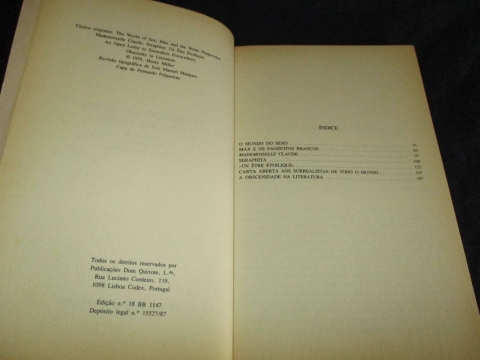 Títulos originais: The World of Sex; Max and the White Phagocytes;
Mademoiselle Claude; Seraphita; Un Être Étoilique;
An Open Letter to Surrealists Everywhere;
Obscenity in Literature
© 1959, Henry Miller
Revisão tipográfica de José Manuel Marques
Capa de Fernando Felgueiras
Todos os direitos reservados por
Publicações Dom Quixote, L.da,
Rua Luciano Cordeiro, 119,
1098 Lisboa Codex, Portugal
Edição n.º 18 BB 1147
Depósito legal n.º 15527/87
ÍNDICE
O MUNDO DO SEXO
MAX E OS FAGÓCITOS BRANCOS
MADEMOISELLE CLAUDE
SERAPHITA
«UN ÊTRE ÉTOILIQUE»
CARTA ABERTA AOS SURREALISTAS DE TODO O MUNDO
A OBSCENIDADE NA LITERATURA